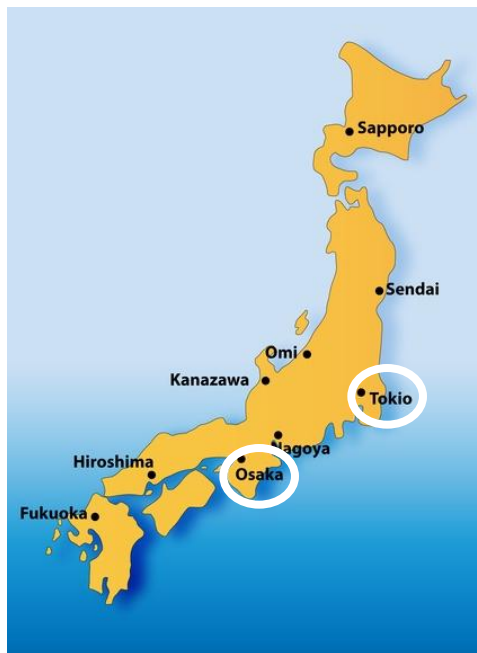 Sapporo
Sendai
Omi
Kanazawa
Tokio
Nagoya
Hiroshima
Osaka
Fukuoka